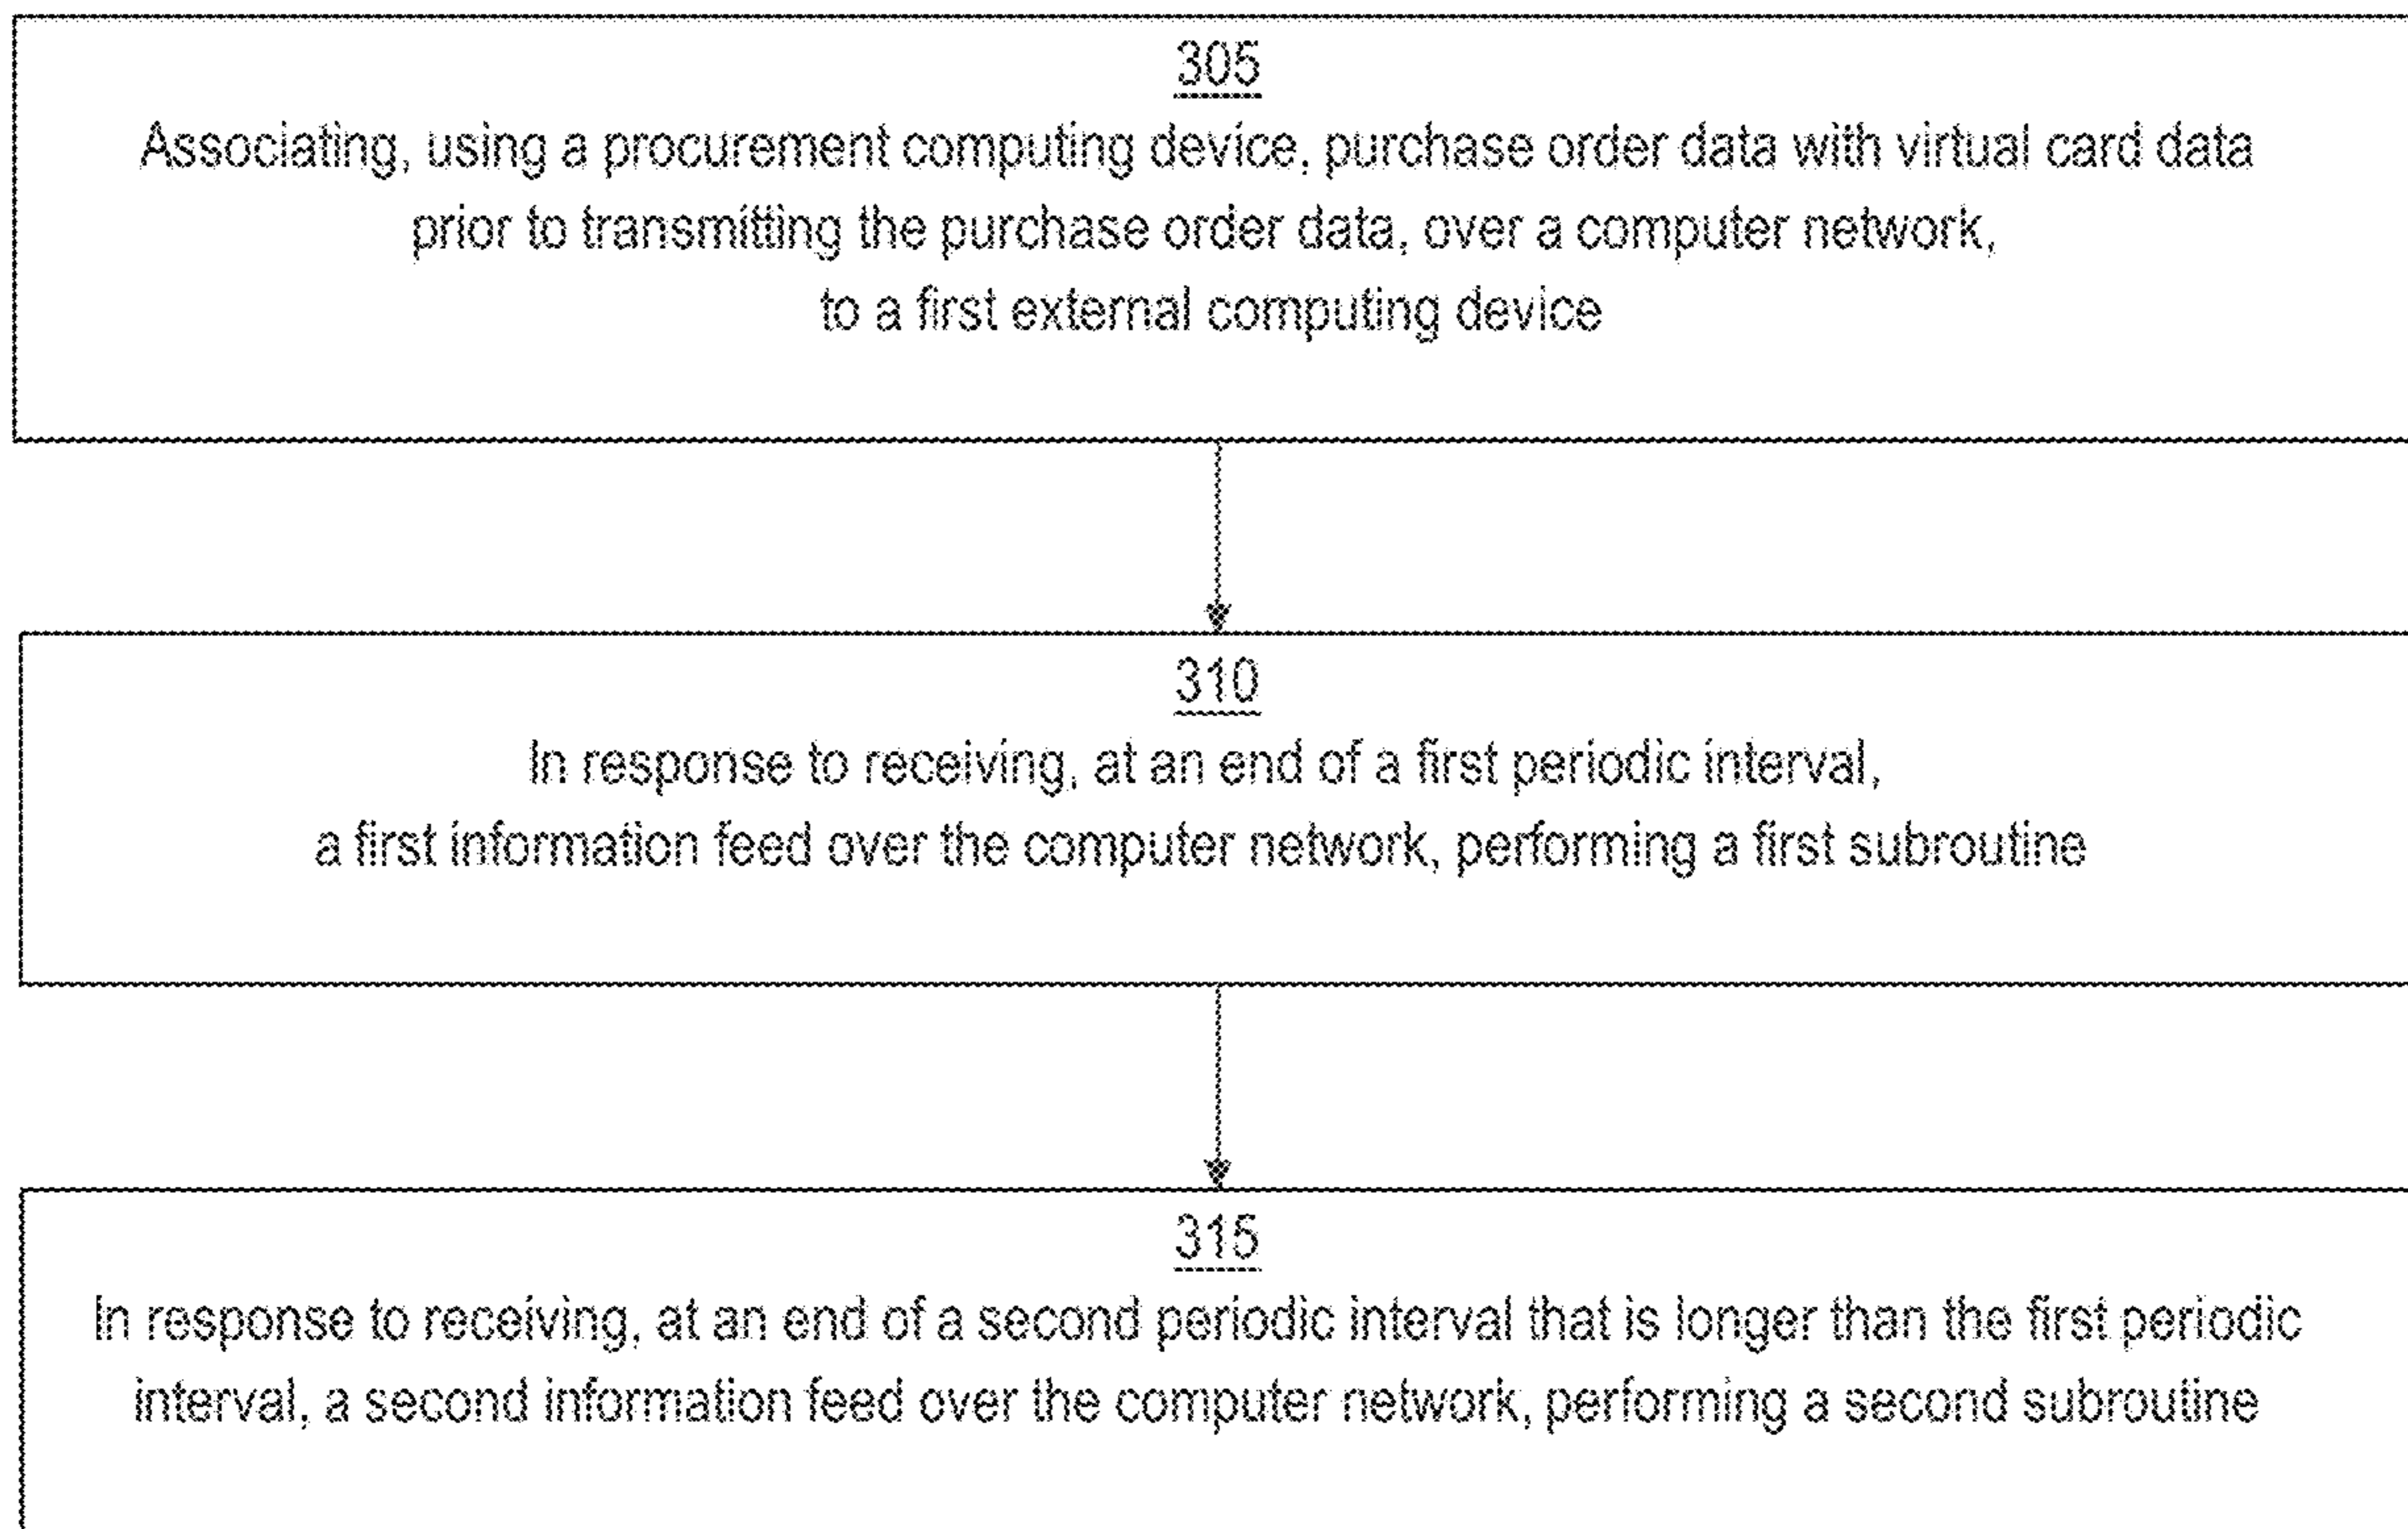 305
Associating, using a procurement computing device, purchase order data with virtual card data
prior to transmitting the purchase order data, over a computer network,
to a first external computing device
310
In response to receiving, at an end of a first periodic interval,
a first information feed over the computer network, performing a first subroutine
315
In response to receiving, at an end of a second periodic interval that is longer than the first periodic
interval, a second information feed over the computer network, performing a second subroutine